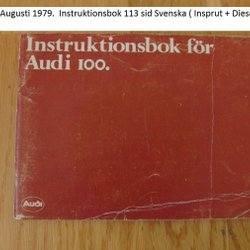 Augusti 1979. Instruktionsbok 113 sid Svenska ( Insprut + Dies
Instruktionsbok för
Audi 100.
Audi